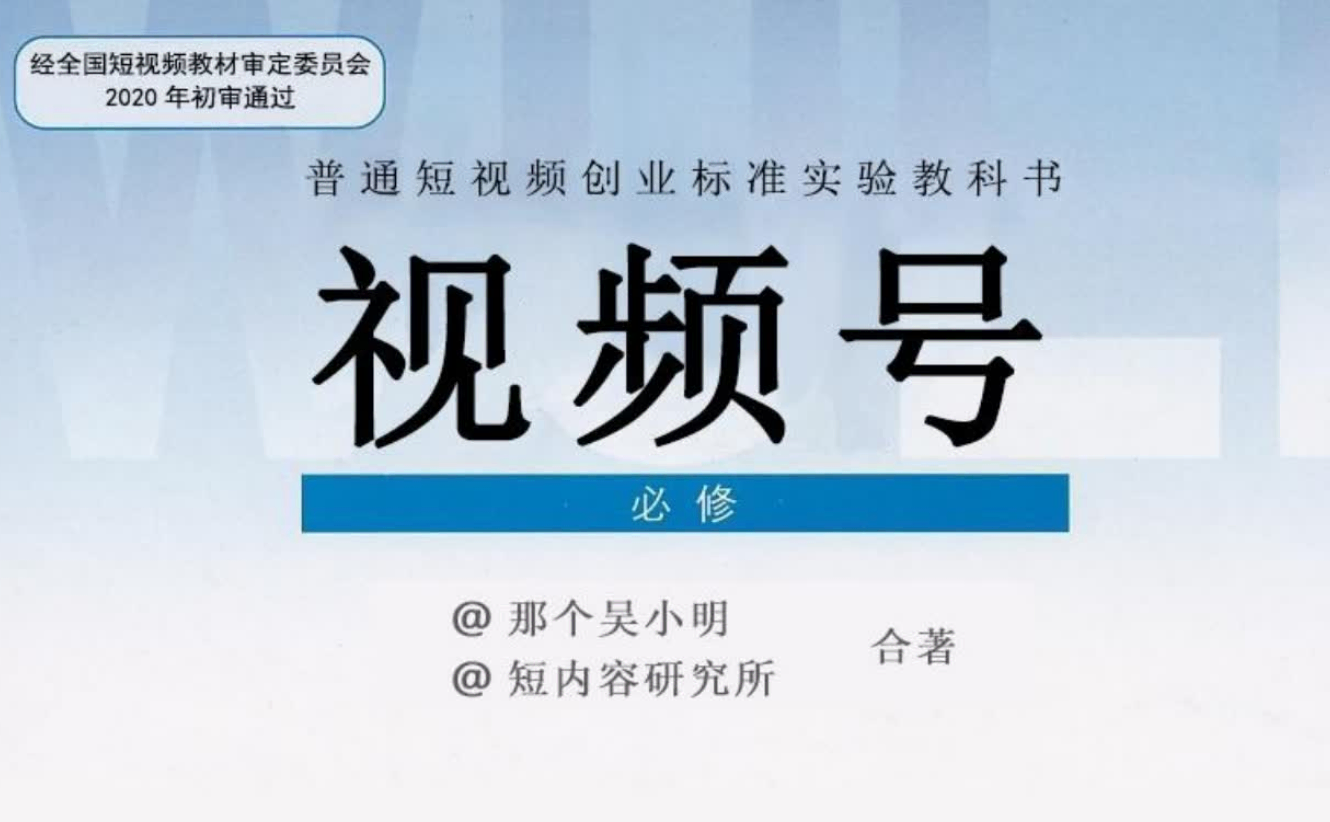 经全国短视频教材审定委员会
2020 年初审通过
普通短视频创业标准实验教科书
视频号
必修
@ 那个吴小明
@ 短内容研究所
合著